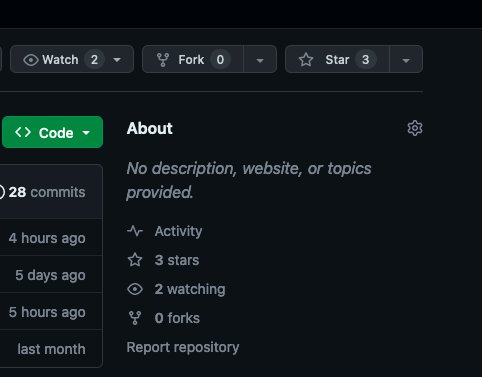 Watch 2 Fork 0 Star 3
Code
About
No description, website, or topics
provided.
28 commits
4 hours ago
5 days ago
5 hours ago
last month
Activity
3 stars
2 watching
0 forks
Report repository